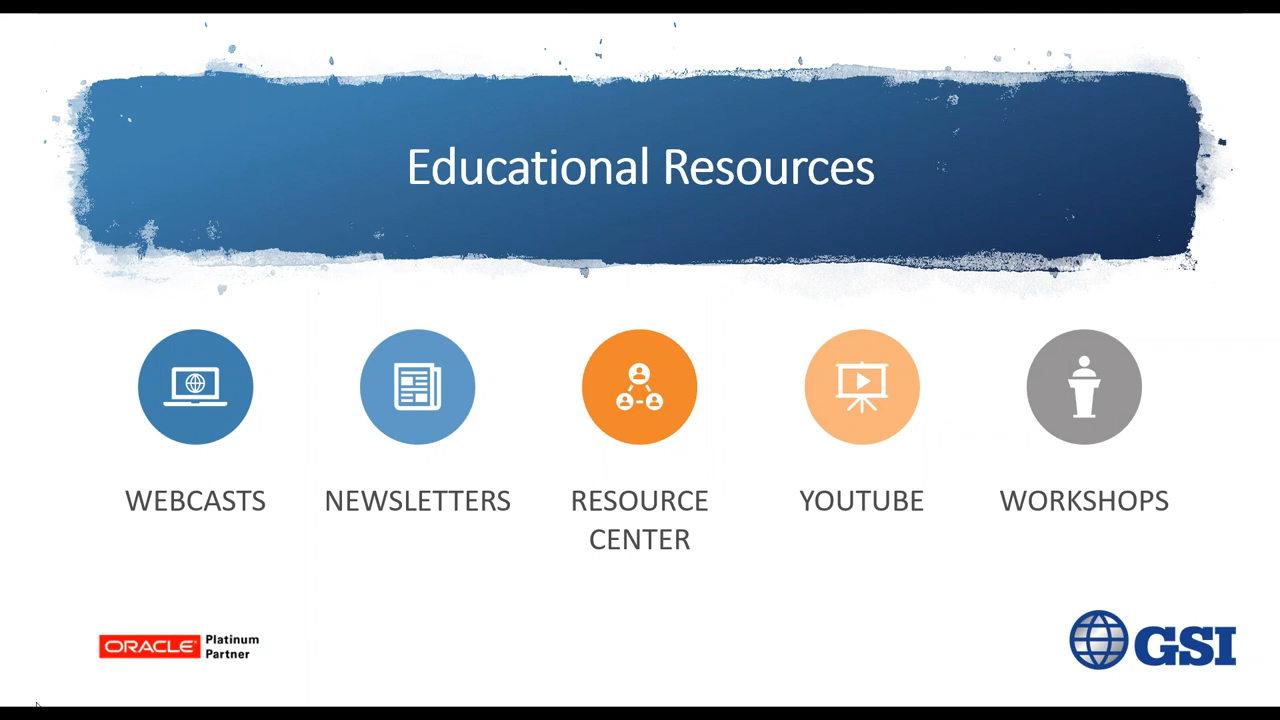 Educational Resources
WEBCASTS
NEWSLETTERS
RESOURCE
CENTER
YOUTUBE
WORKSHOPS
ORACLE
Platinum
Partner
GSI